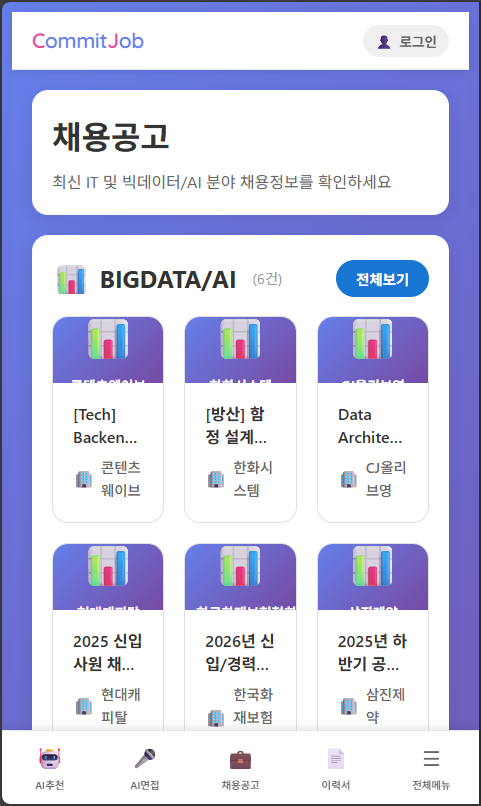 CommitJob
로그인
채용공고
최신 IT 및 빅데이터/AI 분야 채용정보를 확인하세요
BIGDATA/AI (6건)
전체보기
[Tech]
Backen...
콘텐츠
웨이브
[방산] 함
정 설계...
한화시
스템
Data
Archite...
CJ올리
브영
2025 신입
사원 채...
현대캐
피탈
2026년 신
입/경력...
한국화
재보험
2025년 하
반기 공...
삼진제
약
AI추천
AI면접
채용공고
이력서
전체메뉴